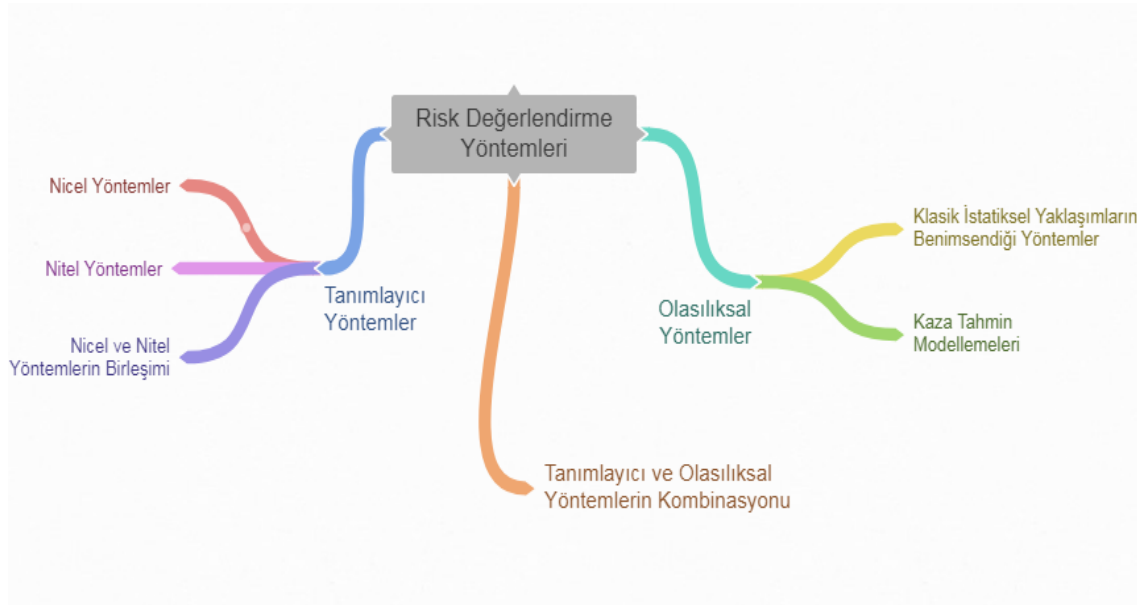 Risk Değerlendirme
Yöntemleri
Nicel Yöntemler
Nitel Yöntemler
Nicel ve Nitel
Yöntemlerin Birleşimi
Tanımlayıcı
Yöntemler
Olasılıksal
Yöntemler
Klasik İstatiksel Yaklaşımların
Benimsendiği Yöntemler
Kaza Tahmin
Modellemeleri
Tanımlayıcı ve Olasılıksal
Yöntemlerin Kombinasyonu